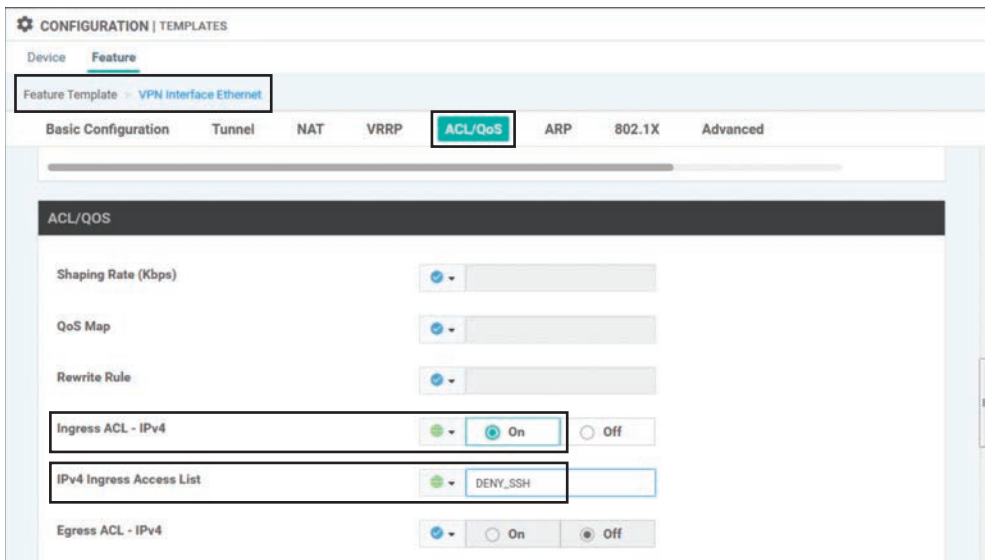 CONFIGURATION | TEMPLATES
Device Feature
Feature Template > VPN Interface Ethernet
Basic Configuration Tunnel NAT VRRP ACL/QoS ARP 802.1X Advanced
ACL/QOS
Shaping Rate (Kbps)
QoS Map
Rewrite Rule
Ingress ACL - IPv4 On Off
IPv4 Ingress Access List DENY_SSH
Egress ACL - IPv4 On Off